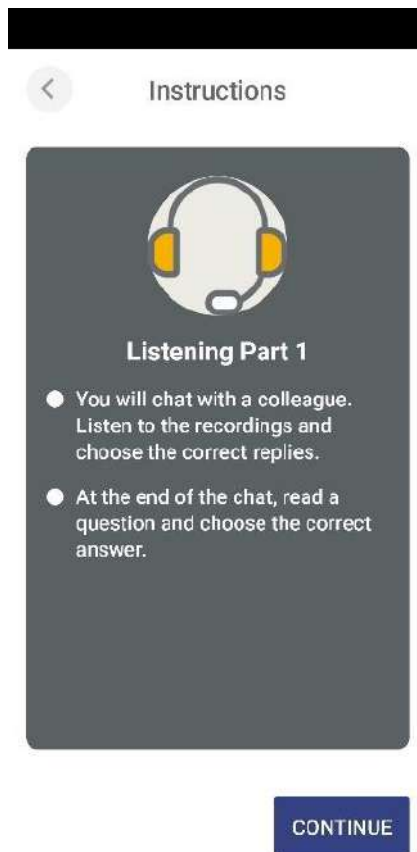 Instructions
Listening Part 1
You will chat with a colleague.
Listen to the recordings and
choose the correct replies.
At the end of the chat, read a
question and choose the correct
answer.
CONTINUE